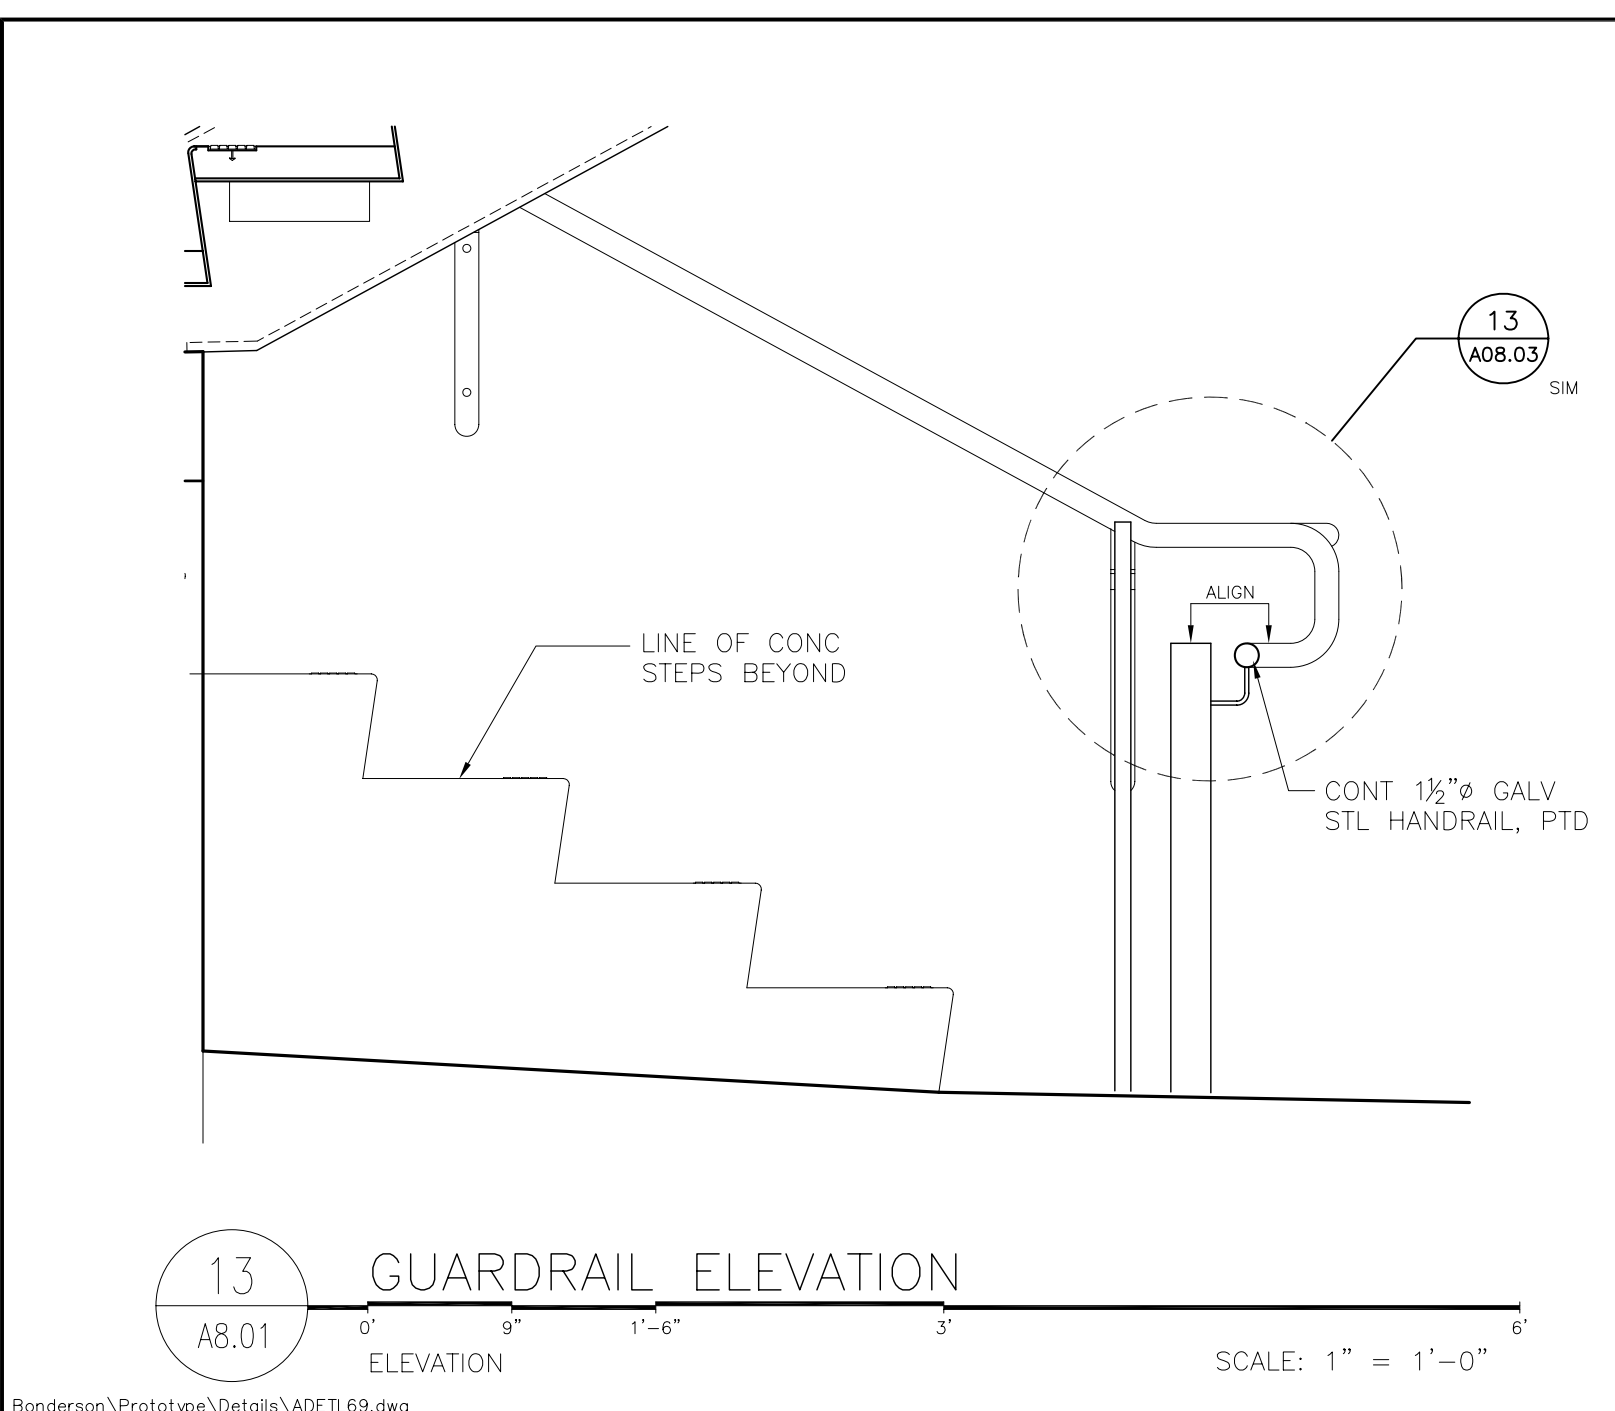 13
A08.03
SIM
ALIGN
LINE OF CONC
STEPS BEYOND
CONT 1½"ø GALV
STL HANDRAIL, PTD
13
A8.01
GUARDRAIL ELEVATION
0' 9" 1'-6" 3' 6'
ELEVATION
SCALE: 1" = 1'-0"
Bonderson\Prototype\Details\ADETL69.dwg